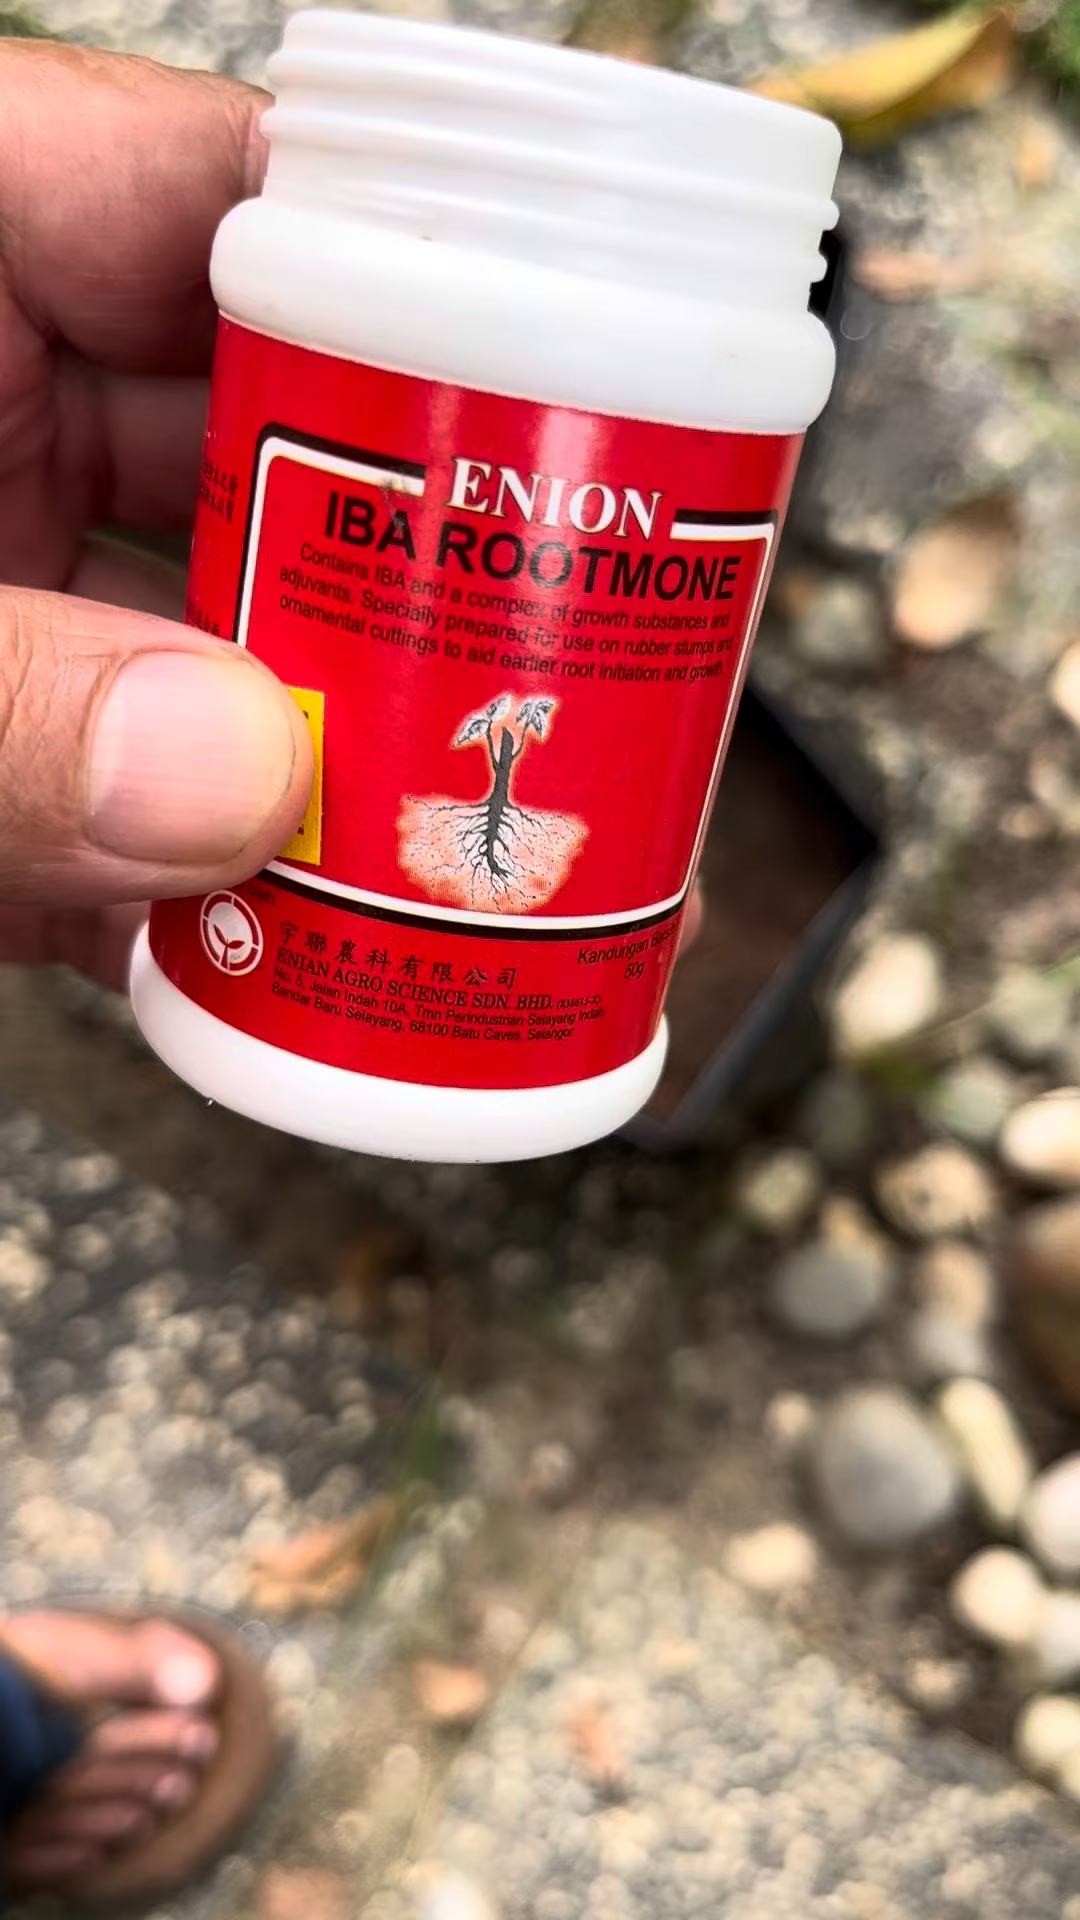 ENION
IBA ROOTMONE
Contains IBA and a complex of growth substances and
adjuvants. Specially prepared for use on rubber stumps and
ornamental cuttings to aid earlier root initiation and growth.
宇聯農科有限公司
Kandungan
50g
ENIAN AGRO SCIENCE SDN. BHD.
No. 5, Jalan Indah 10A, Tmn Perindustrian Selayang Indah,
Bandar Baru Selayang, 68100 Batu Caves, Selangor.